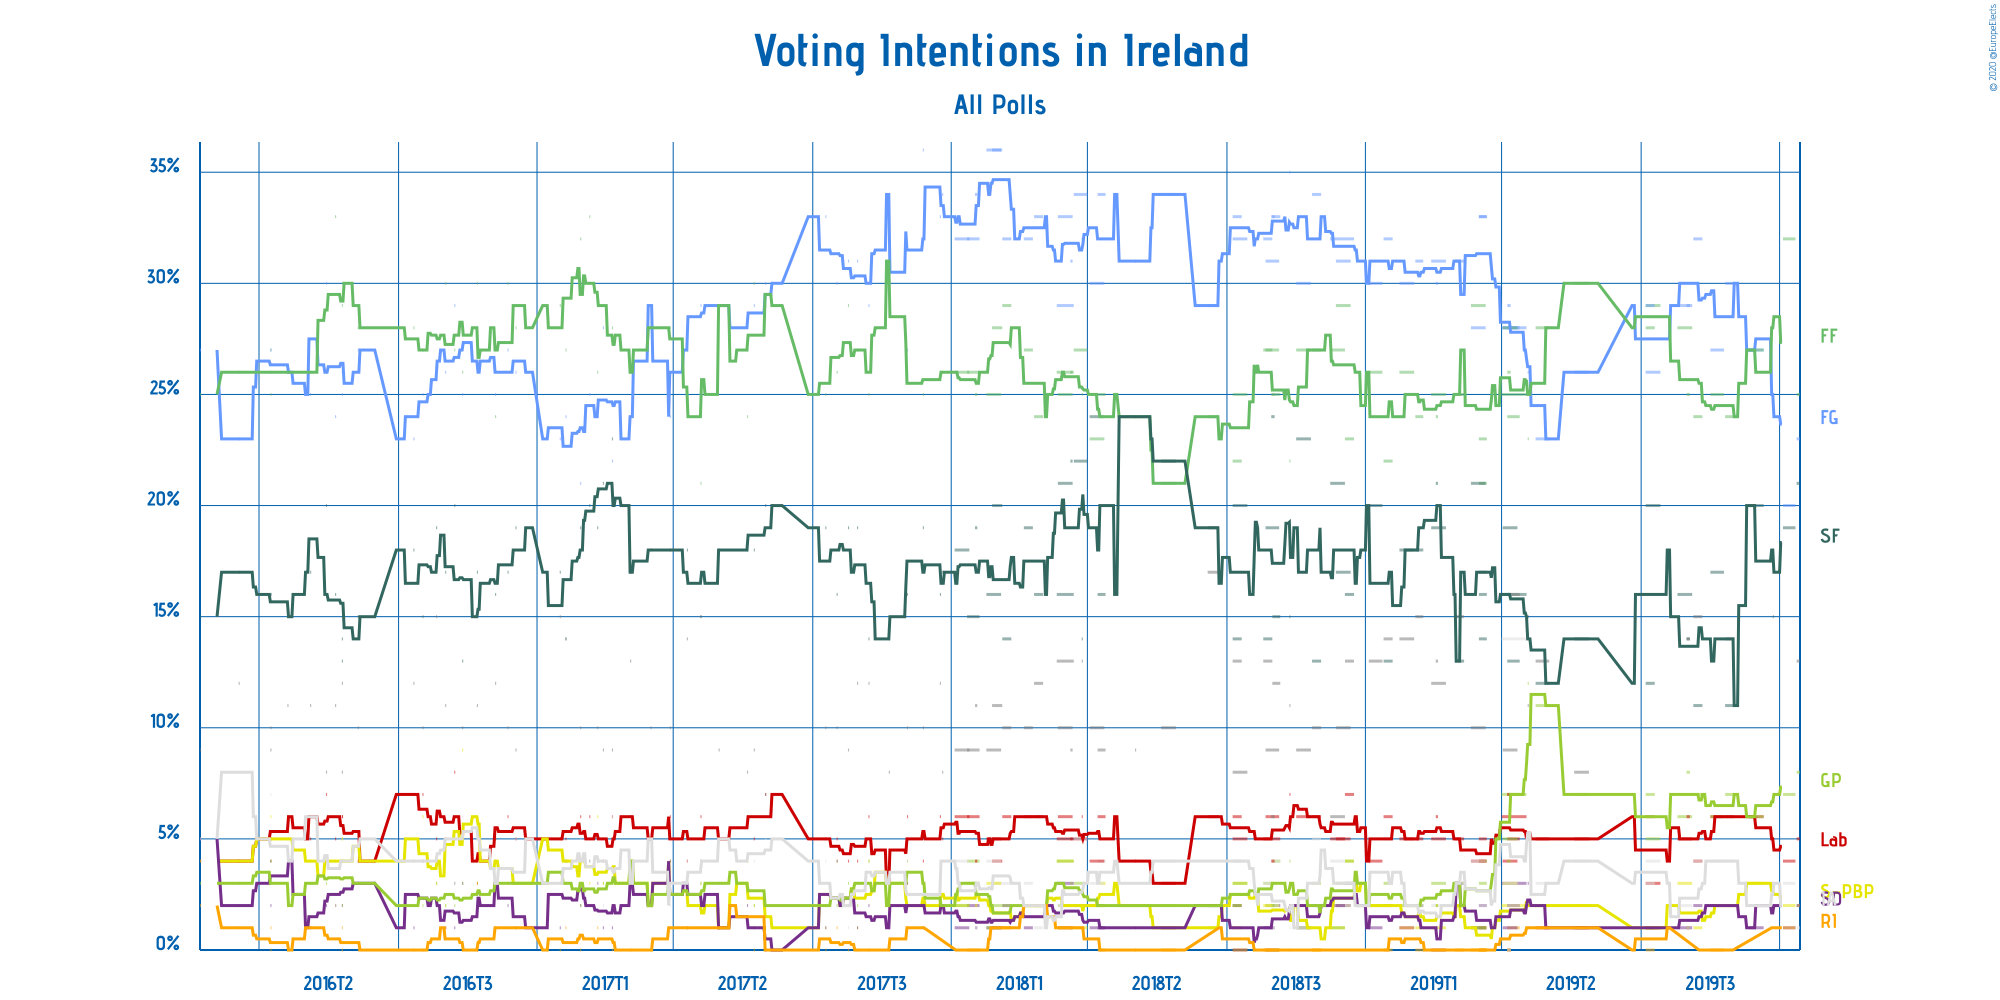 Voting Intentions in Ireland
All Polls
© 2020 @EuropeElects
35%
30%
25%
20%
15%
10%
5%
0%
FF
FG
SF
GP
Lab
S-PBP
SD
RI
2016T2
2016T3
2017T1
2017T2
2017T3
2018T1
2018T2
2018T3
2019T1
2019T2
2019T3